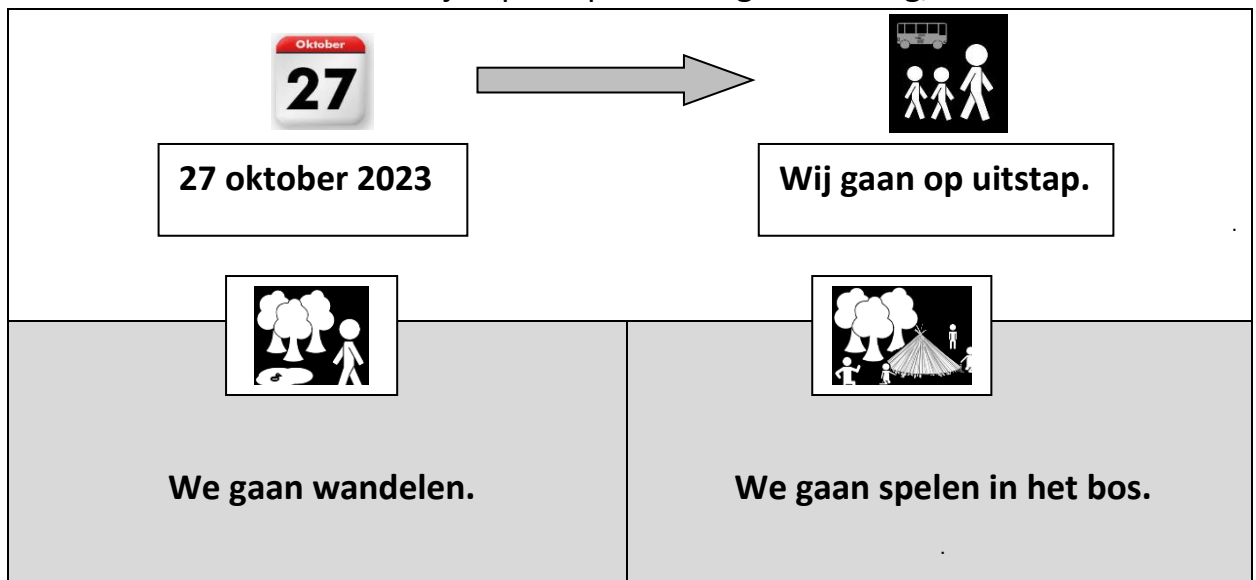 Oktober
27
27 oktober 2023
Wij gaan op uitstap.
We gaan wandelen.
We gaan spelen in het bos.